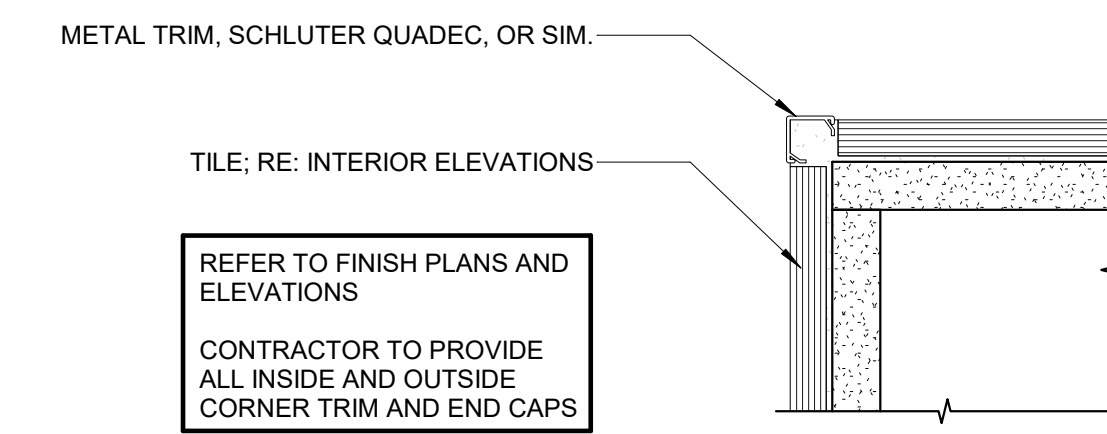 METAL TRIM, SCHLUTER QUADEC, OR SIM.
TILE; RE: INTERIOR ELEVATIONS
REFER TO FINISH PLANS AND
ELEVATIONS
CONTRACTOR TO PROVIDE
ALL INSIDE AND OUTSIDE
CORNER TRIM AND END CAPS